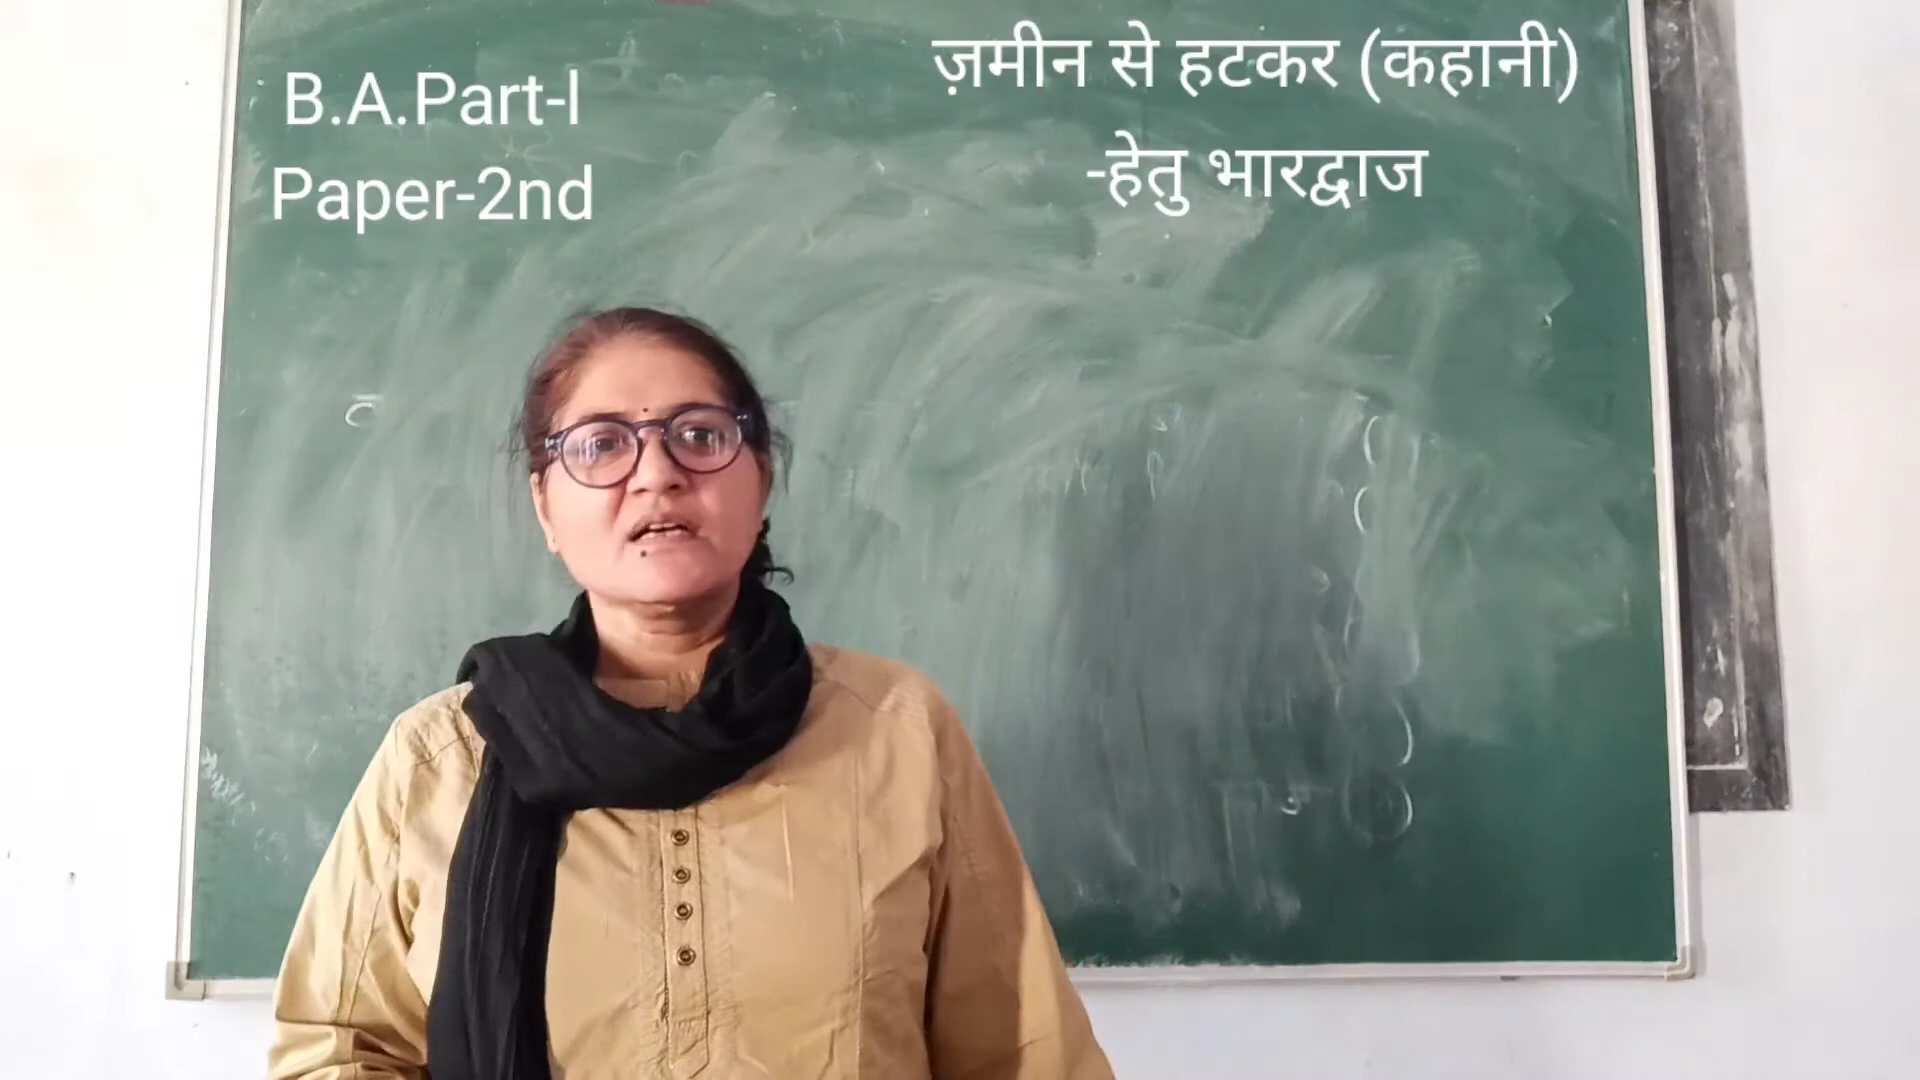 B.A.Part-l
Paper-2nd
ज़मीन से हटकर (कहानी)
-हेतु भारद्वाज